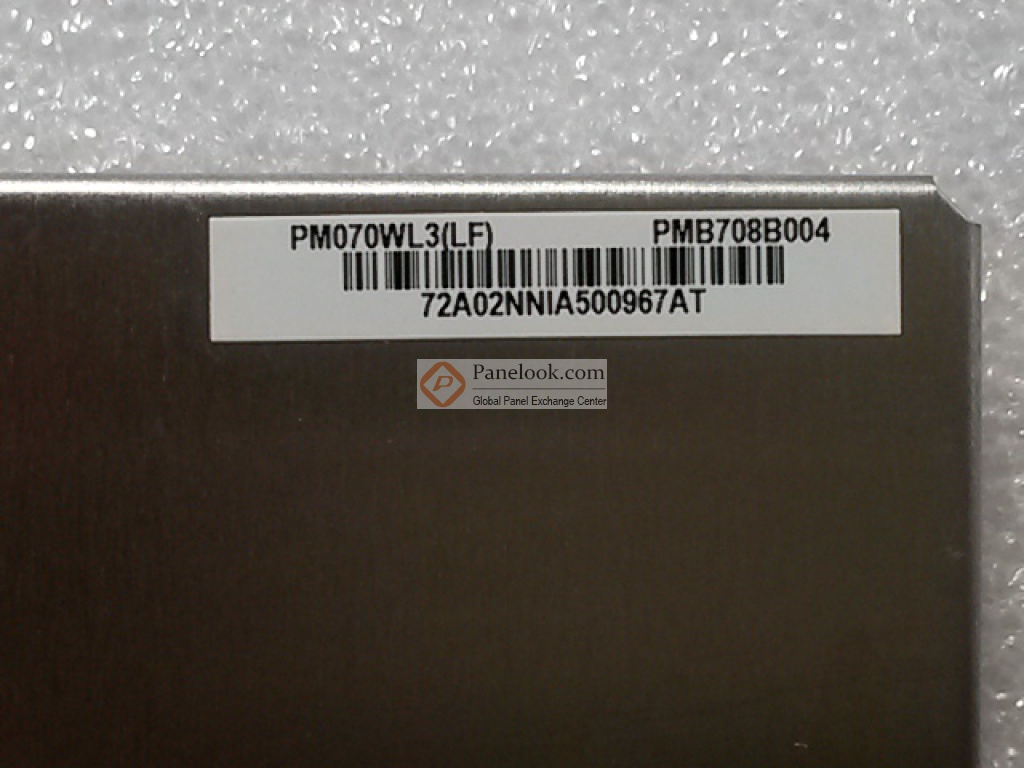 PM070WL3(LF) PMB708B004
72A02NNIA500967AT
P Panelook.com
Global Panel Exchange Center